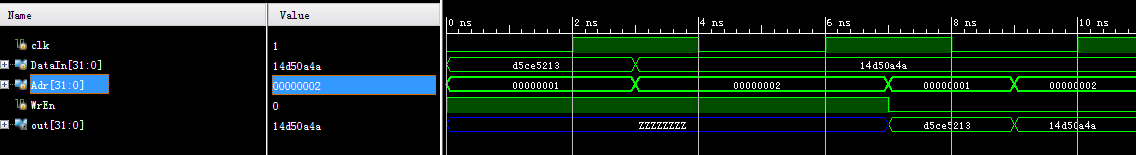 Name Value 0 ns 2 ns 4 ns 6 ns 8 ns 10 ns
clk 1
DataIn[31:0] 14d50a4a d5ce5213 14d50a4a
Adr[31:0] 00000002 00000001 00000002 00000001 00000002
WrEn 0
out[31:0] 14d50a4a ZZZZZZZZ d5ce5213 14d50a4a